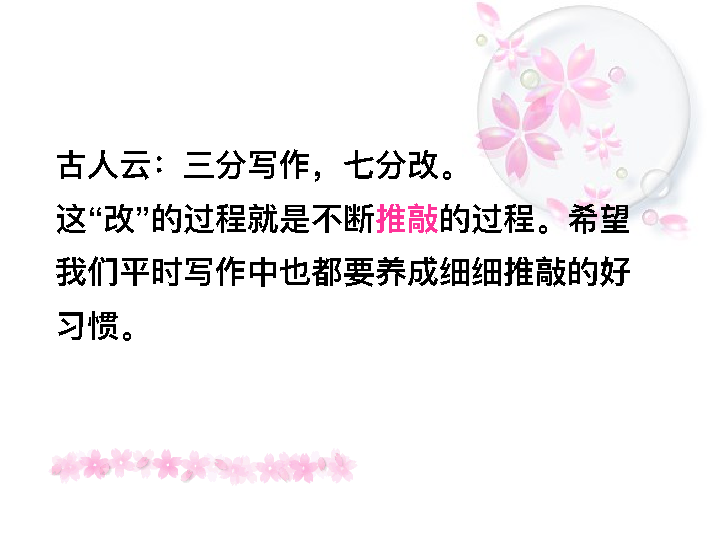 古人云：三分写作，七分改。
这“改”的过程就是不断推敲的过程。希望
我们平时写作中也都要养成细细推敲的好
习惯。